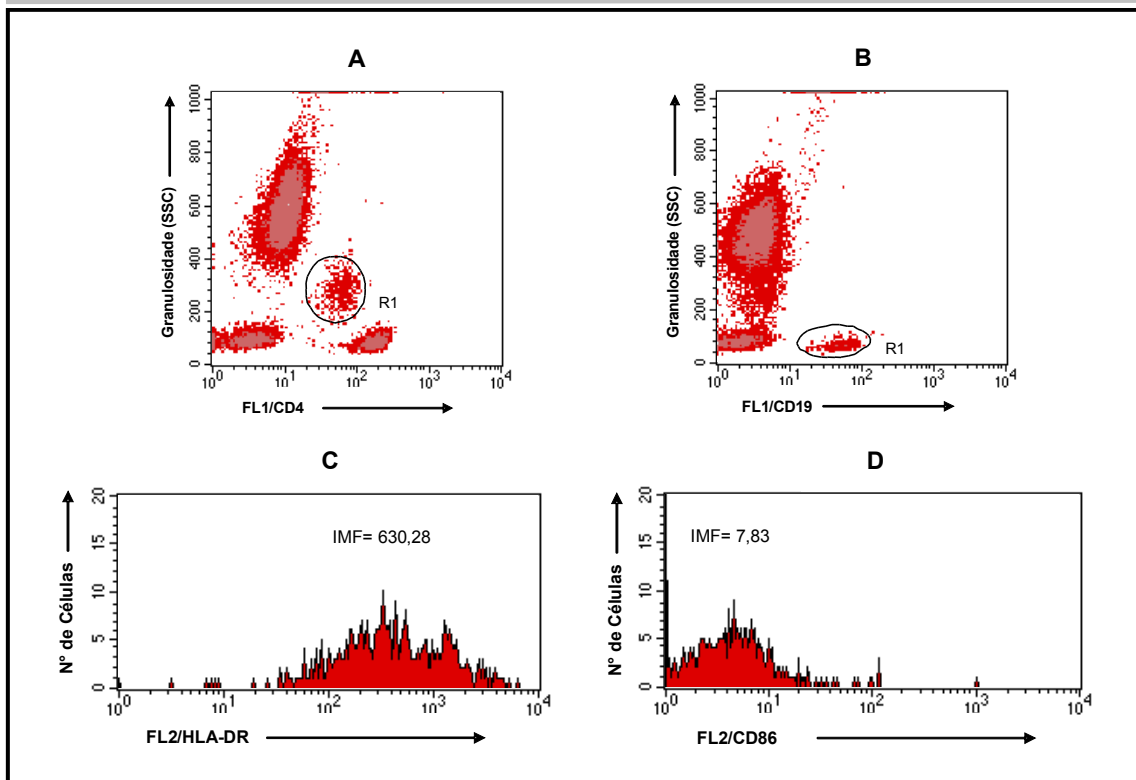 A
B
Granulosidade (SSC)
1000
800
600
400
200
0
R1
10^0 10^1 10^2 10^3 10^4
FL1/CD4
Granulosidade (SSC)
1000
800
600
400
200
0
R1
10^0 10^1 10^2 10^3 10^4
FL1/CD19
C
D
N° de Células
20
15
10
5
0
IMF= 630,28
10^0 10^1 10^2 10^3 10^4
FL2/HLA-DR
N° de Células
20
15
10
5
0
IMF= 7,83
10^0 10^1 10^2 10^3 10^4
FL2/CD86